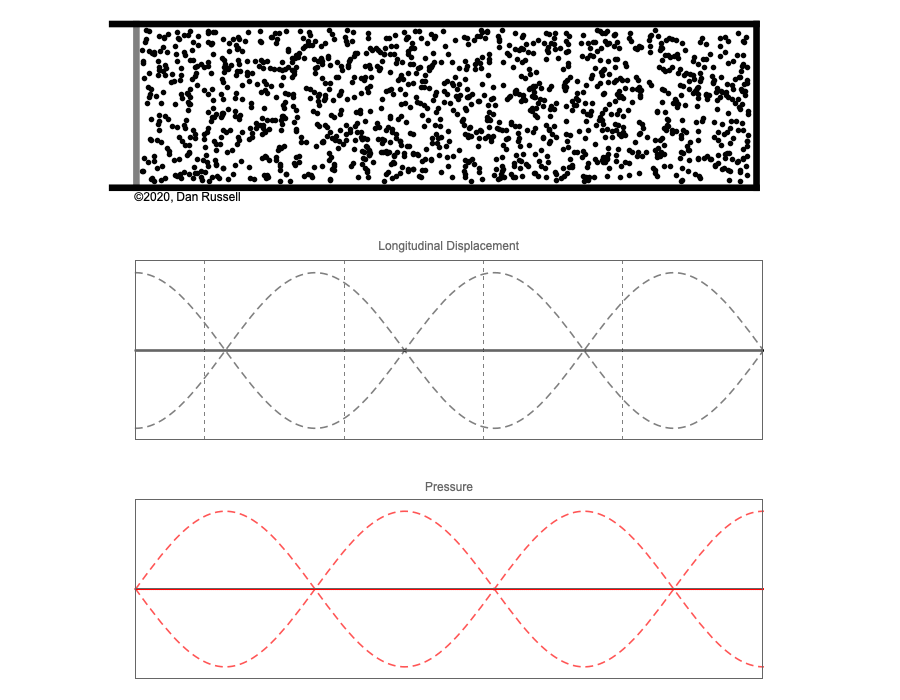 ©2020, Dan Russell
Longitudinal Displacement
Pressure